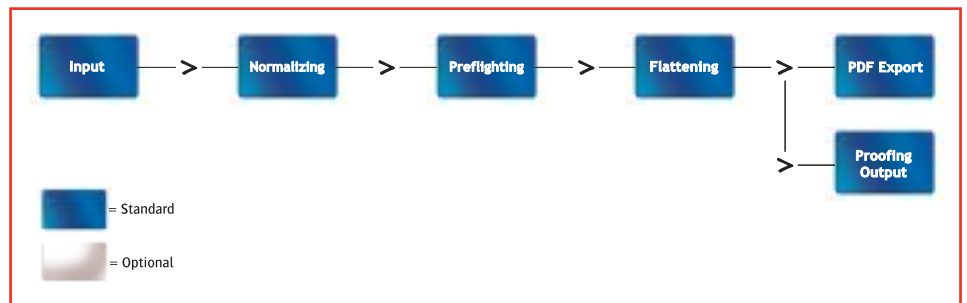 Input
Normalizing
Preflighting
Flattening
PDF Export
Proofing
Output
= Standard
= Optional